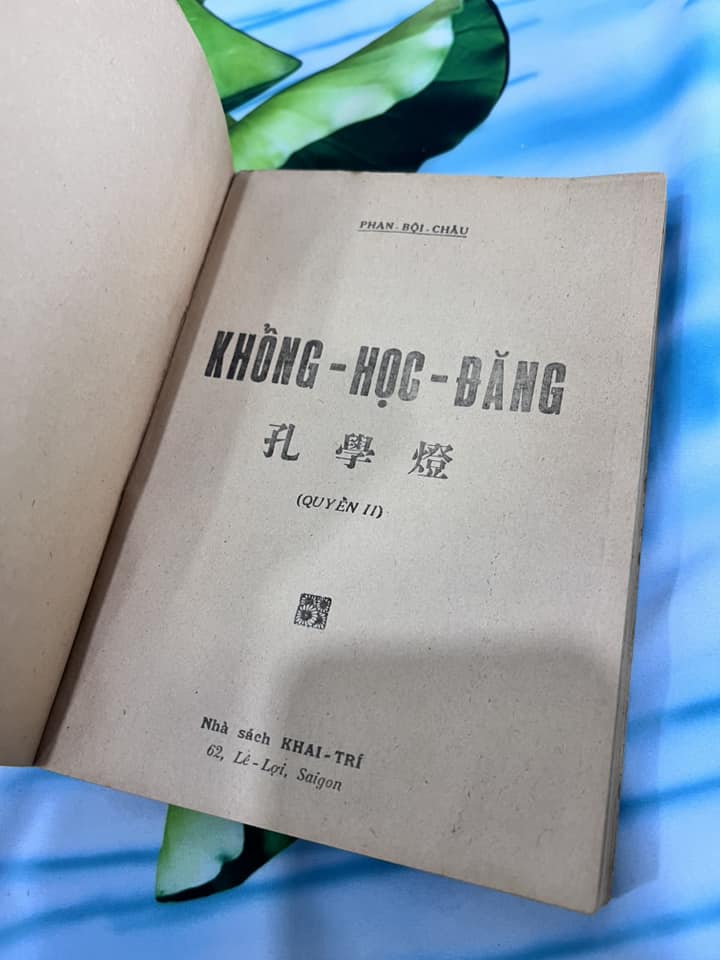 PHAN-BỘI-CHÂU
KHỔNG-HỌC-ĐĂNG
孔學燈
(QUYỂN II)
Nhà sách KHAI-TRÍ
62, Lê-Lợi, Saigon